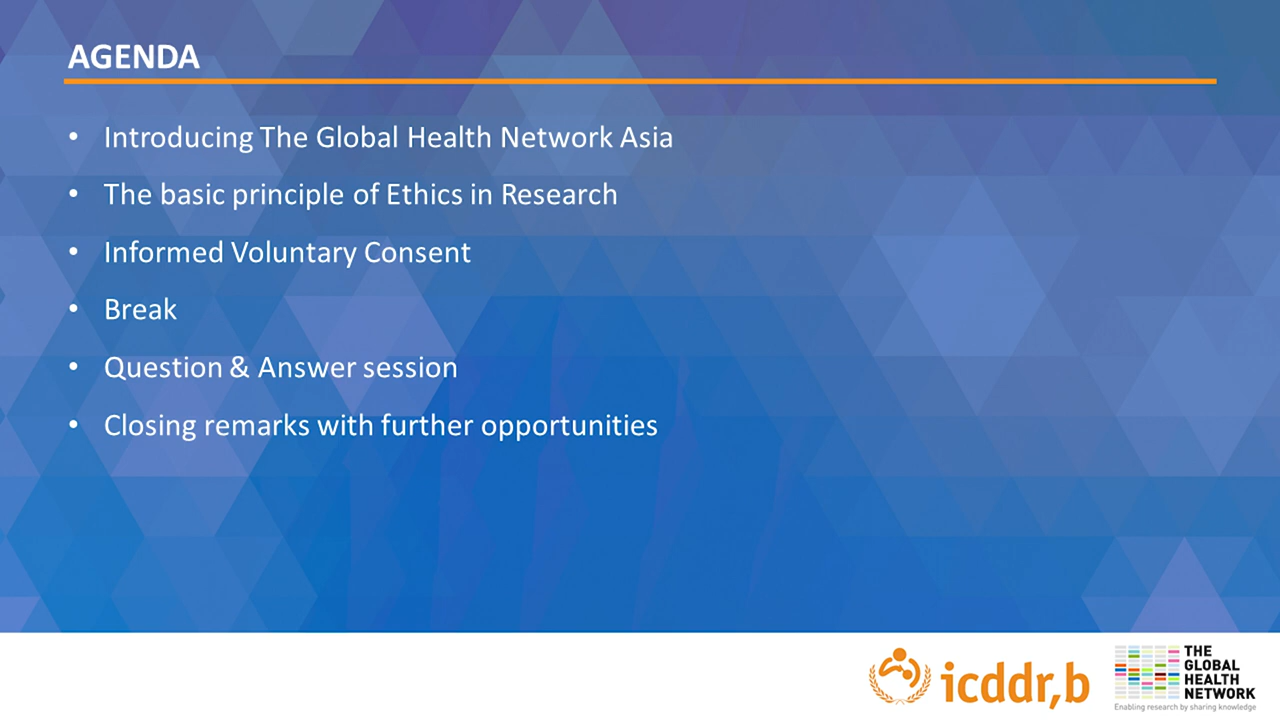 AGENDA
• Introducing The Global Health Network Asia
• The basic principle of Ethics in Research
• Informed Voluntary Consent
• Break
• Question & Answer session
• Closing remarks with further opportunities
icddr,b
THE
GLOBAL
HEALTH
NETWORK
Enabling research by sharing knowledge